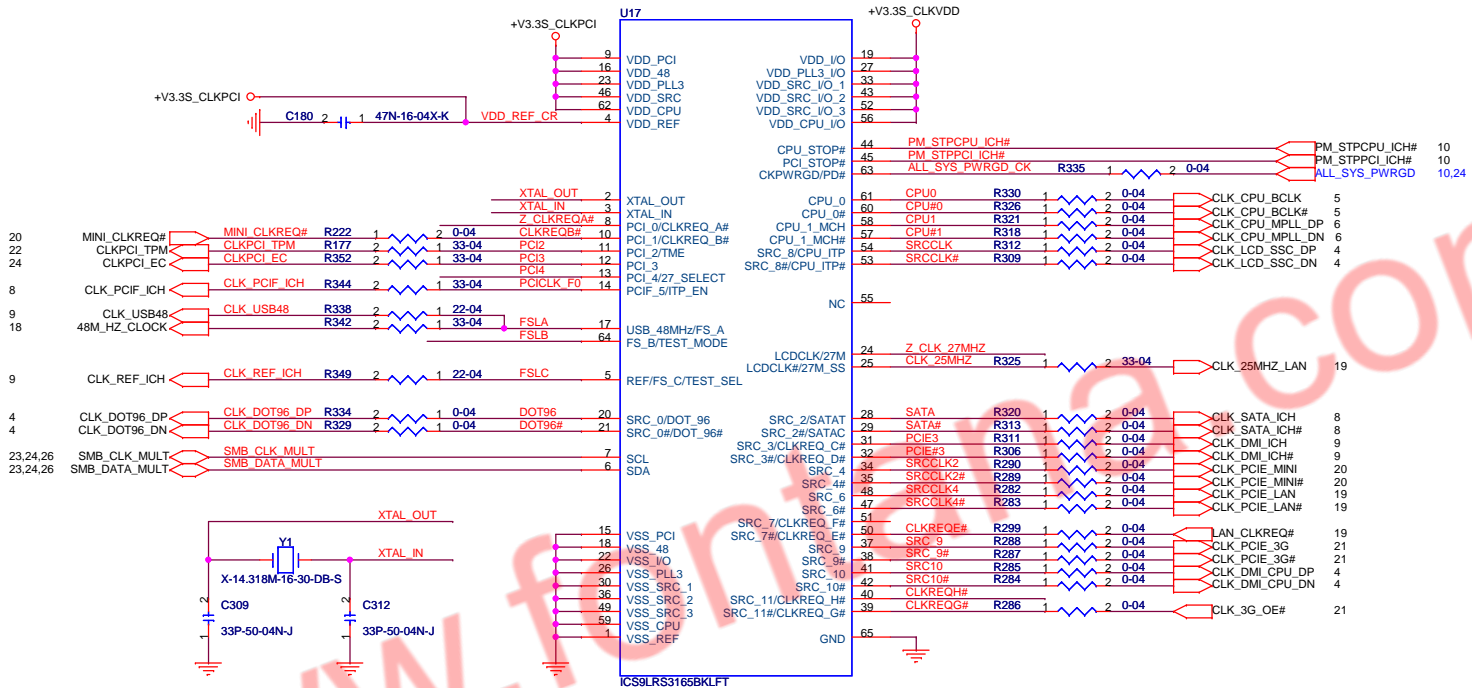 U17
+V3.3S_CLKPCI
+V3.3S_CLKVDD
9 VDD_PCI
16 VDD_48
23 VDD_PLL3
46 VDD_SRC
62 VDD_CPU
+V3.3S_CLKPCI
C180 2 1 47N-16-04X-K VDD_REF_CR 4 VDD_REF
VDD_I/O 19
VDD_PLL3_I/O 27
VDD_SRC_I/O_1 33
VDD_SRC_I/O_2 43
VDD_SRC_I/O_3 52
VDD_CPU_I/O 56
CPU_STOP# 44 PM_STPCPU_ICH# PM_STPCPU_ICH# 10
PCI_STOP# 45 PM_STPPCI_ICH# PM_STPPCI_ICH# 10
CKPWRGD/PD# 63 ALL_SYS_PWRGD_CK R335 1 2 0-04 ALL_SYS_PWRGD 10,24
XTAL_OUT 2 XTAL_OUT
XTAL_IN 3 XTAL_IN
Z_CLKREQA# 8 PCI_0/CLKREQ_A#
20 MINI_CLKREQ# MINI_CLKREQ# R222 1 2 0-04 CLKREQB# 10 PCI_1/CLKREQ_B#
22 CLKPCI_TPM CLKPCI_TPM R177 2 1 33-04 PCI2 11 PCI_2/TME
24 CLKPCI_EC CLKPCI_EC R352 2 1 33-04 PCI3 12 PCI_3
PCI4 13 PCI_4/27_SELECT
8 CLK_PCIF_ICH CLK_PCIF_ICH R344 2 1 33-04 PCICLK_F0 14 PCIF_5/ITP_EN
9 CLK_USB48 CLK_USB48 R338 2 1 22-04
18 48M_HZ_CLOCK R342 2 1 33-04 FSLA 17 USB_48MHz/FS_A
FSLB 64 FS_B/TEST_MODE
9 CLK_REF_ICH CLK_REF_ICH R349 2 1 22-04 FSLC 5 REF/FS_C/TEST_SEL
4 CLK_DOT96_DP CLK_DOT96_DP R334 2 1 0-04 DOT96 20 SRC_0/DOT_96
4 CLK_DOT96_DN CLK_DOT96_DN R329 2 1 0-04 DOT96# 21 SRC_0#/DOT_96#
23,24,26 SMB_CLK_MULT SMB_CLK_MULT 7 SCL
23,24,26 SMB_DATA_MULT SMB_DATA_MULT 6 SDA
CPU_0 61 CPU0 R330 1 2 0-04 CLK_CPU_BCLK 5
CPU_0# 60 CPU#0 R326 1 2 0-04 CLK_CPU_BCLK# 5
CPU_1_MCH 58 CPU1 R321 1 2 0-04 CLK_CPU_MPLL_DP 6
CPU_1_MCH# 57 CPU#1 R318 1 2 0-04 CLK_CPU_MPLL_DN 6
SRC_8/CPU_ITP 54 SRCCLK R312 1 2 0-04 CLK_LCD_SSC_DP 4
SRC_8#/CPU_ITP# 53 SRCCLK# R309 1 2 0-04 CLK_LCD_SSC_DN 4
NC 55
LCDCLK/27M 24 Z_CLK_27MHZ
LCDCLK#/27M_SS 25 CLK_25MHZ R325 1 2 33-04 CLK_25MHZ_LAN 19
SRC_2/SATAT 28 SATA R320 1 2 0-04 CLK_SATA_ICH 8
SRC_2#/SATAC 29 SATA# R313 1 2 0-04 CLK_SATA_ICH# 8
SRC_3/CLKREQ_C# 31 PCIE3 R311 1 2 0-04 CLK_DMI_ICH 9
SRC_3#/CLKREQ_D# 32 PCIE#3 R306 1 2 0-04 CLK_DMI_ICH# 9
SRC_4 34 SRCCLK2 R290 1 2 0-04 CLK_PCIE_MINI 20
SRC_4# 35 SRCCLK2# R289 1 2 0-04 CLK_PCIE_MINI# 20
SRC_6 48 SRCCLK4 R282 1 2 0-04 CLK_PCIE_LAN 19
SRC_6# 47 SRCCLK4# R283 1 2 0-04 CLK_PCIE_LAN# 19
SRC_7/CLKREQ_F# 51
SRC_7#/CLKREQ_E# 50 CLKREQE# R299 1 2 0-04 LAN_CLKREQ# 19
SRC_9 37 SRC_9 R288 1 2 0-04 CLK_PCIE_3G 21
SRC_9# 38 SRC_9# R287 1 2 0-04 CLK_PCIE_3G# 21
SRC_10 41 SRC10 R285 1 2 0-04 CLK_DMI_CPU_DP 4
SRC_10# 42 SRC10# R284 1 2 0-04 CLK_DMI_CPU_DN 4
SRC_11/CLKREQ_H# 40 CLKREQH#
SRC_11#/CLKREQ_G# 39 CLKREQG# R286 1 2 0-04 CLK_3G_OE# 21
GND 65
XTAL_OUT
Y1 XTAL_IN
X-14.318M-16-30-DB-S
2 C309 1 33P-50-04N-J
2 C312 1 33P-50-04N-J
15 VSS_PCI
18 VSS_48
22 VSS_I/O
26 VSS_PLL3
30 VSS_SRC_1
36 VSS_SRC_2
49 VSS_SRC_3
59 VSS_CPU
1 VSS_REF
ICS9LRS3165BKLFT
w.fontana.com